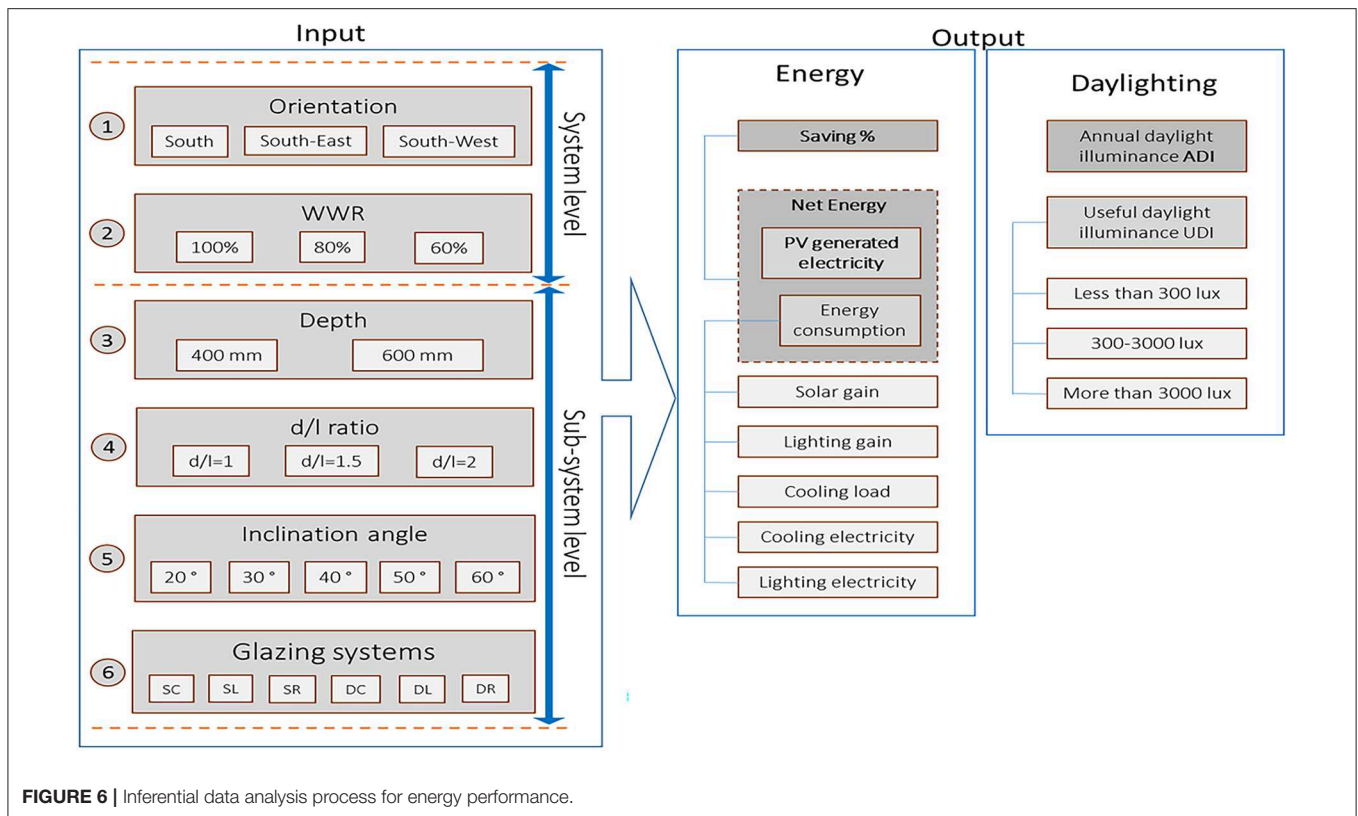 Input
1
Orientation
South South-East South-West
2
WWR
100% 80% 60%
System level
3
Depth
400 mm 600 mm
4
d/l ratio
d/l=1 d/l=1.5 d/l=2
5
Inclination angle
20 ° 30 ° 40 ° 50 ° 60 °
6
Glazing systems
SC SL SR DC DL DR
Sub-system level
Output
Energy
Saving %
Net Energy
PV generated
electricity
Energy
consumption
Solar gain
Lighting gain
Cooling load
Cooling electricity
Lighting electricity
Daylighting
Annual daylight
illuminance ADI
Useful daylight
illuminance UDI
Less than 300 lux
300-3000 lux
More than 3000 lux
FIGURE 6 | Inferential data analysis process for energy performance.